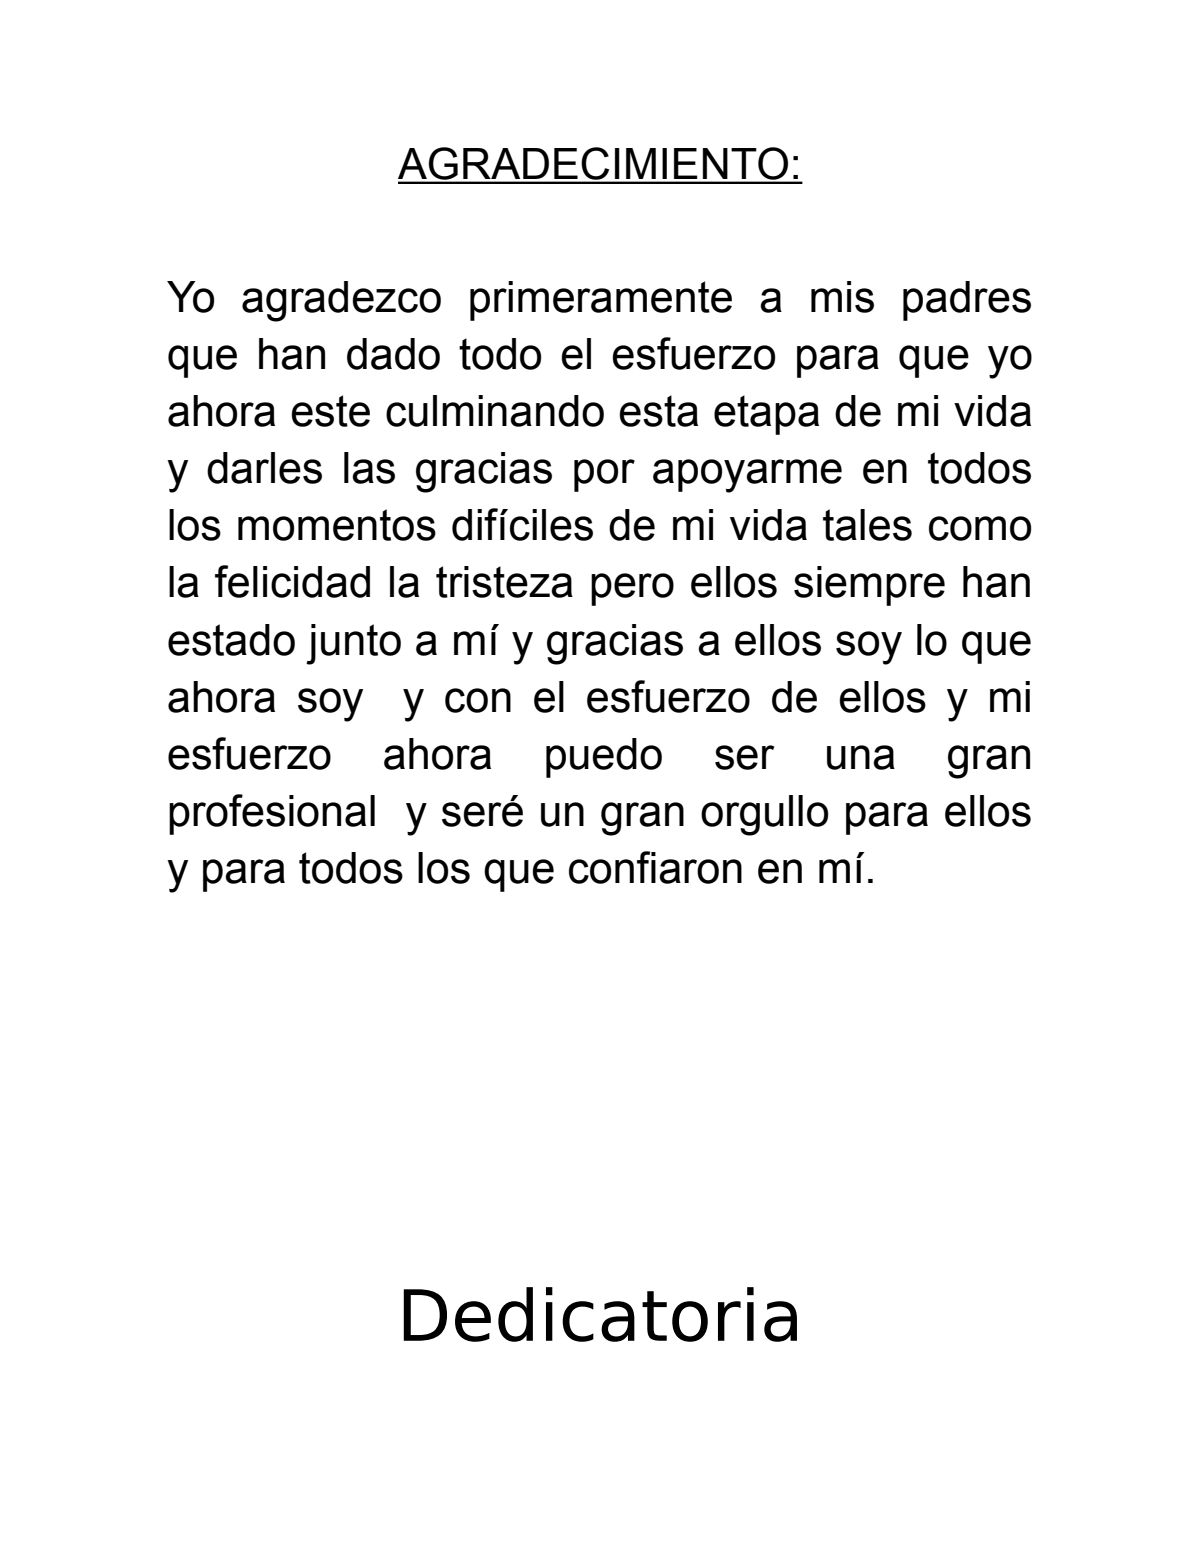 AGRADECIMIENTO:
Yo agradezco primeramente a mis padres
que han dado todo el esfuerzo para que yo
ahora este culminando esta etapa de mi vida
y darles las gracias por apoyarme en todos
los momentos difíciles de mi vida tales como
la felicidad la tristeza pero ellos siempre han
estado junto a mí y gracias a ellos soy lo que
ahora soy  y con el esfuerzo de ellos y mi
esfuerzo ahora puedo ser una gran
profesional  y seré un gran orgullo para ellos
y para todos los que confiaron en mí.
Dedicatoria